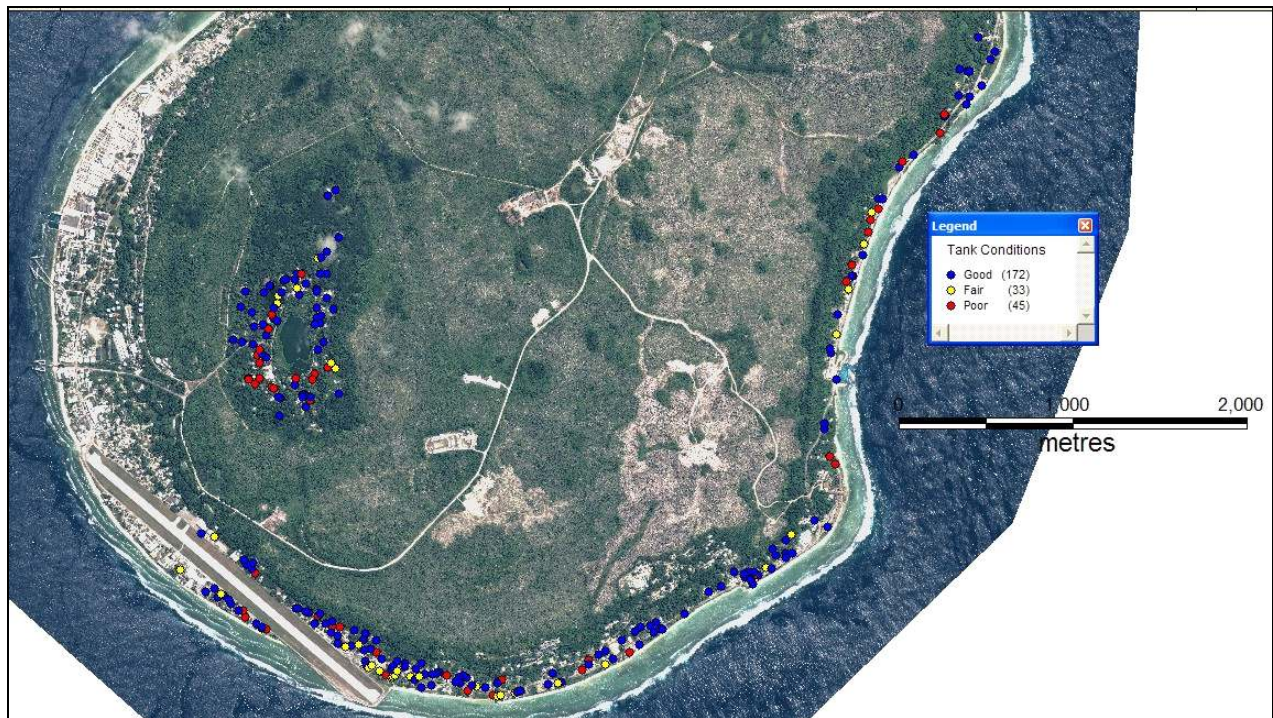 Legend
Tank Conditions
Good (172)
Fair (33)
Poor (45)
0 1,000 2,000
metres